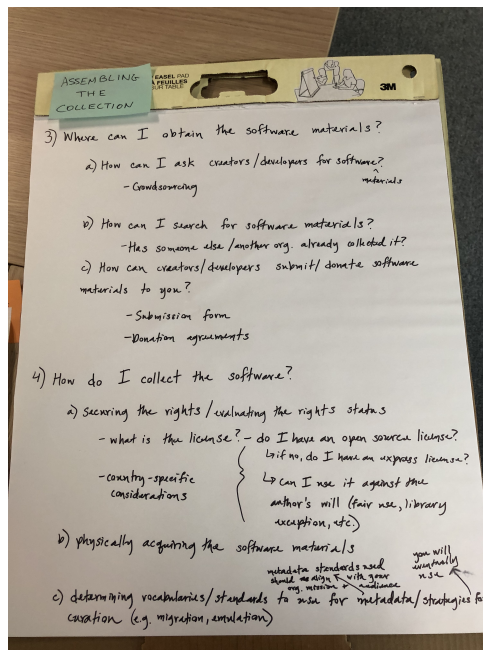 ASSEMBLING
THE
COLLECTION
EASEL PAD
FEUILLES
UR TABLE
3M
3) Where can I obtain the software materials?
a) How can I ask creators/developers for software?
^
materials
- Crowdsourcing
b) How can I search for software materials?
- Has someone else/another org. already collected it?
c) How can creators/developers submit/donate software
materials to you?
- Submission form
- Donation agreements
4) How do I collect the software?
a) securing the rights/evaluating the rights status
- what is the license? - do I have an open source license?
↳ if no, do I have an express license?
- country-specific
considerations
↳ can I use it against the
author's will (fair use, library
exception, etc.)
b) physically acquiring the software materials
you will
eventually
use
metadata standards used
should align with your
org. mission + audience
c) determining vocabularies/standards to use for metadata/strategies fo
curation (e.g. migration, emulation)